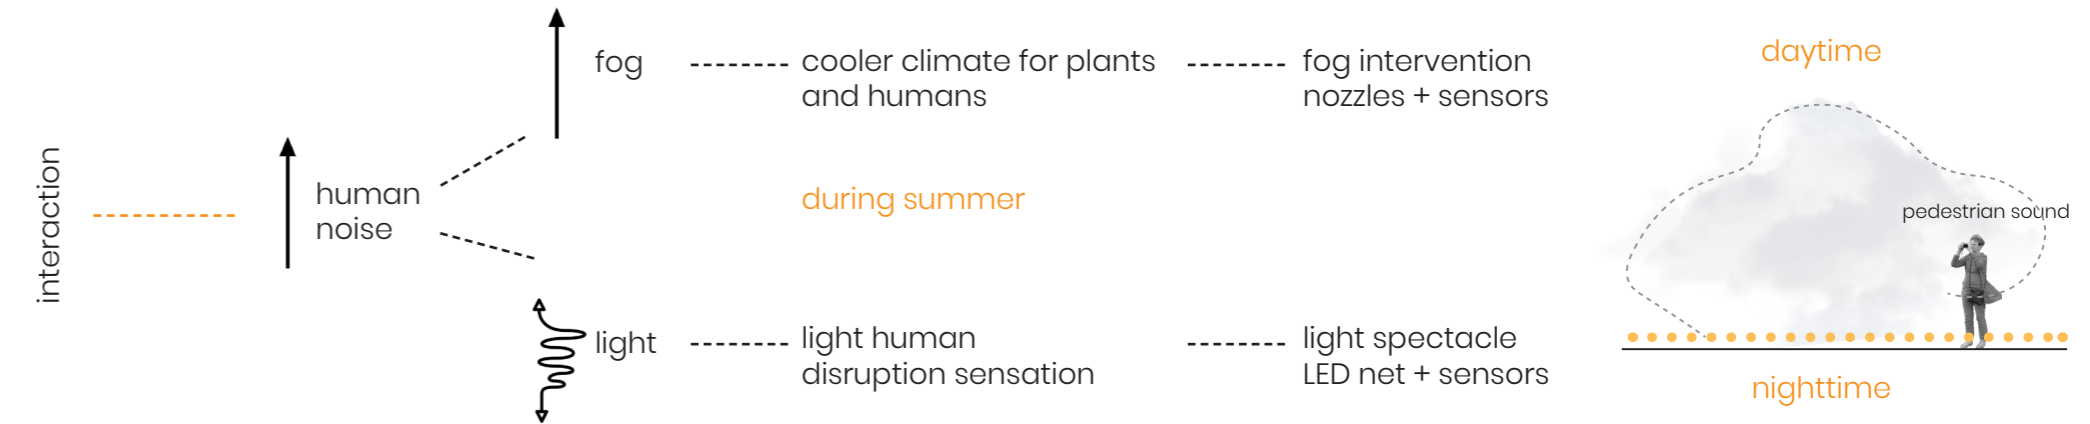 interaction
human
noise
fog
cooler climate for plants
and humans
fog intervention
nozzles + sensors
during summer
light
light human
disruption sensation
light spectacle
LED net + sensors
daytime
pedestrian sound
nighttime